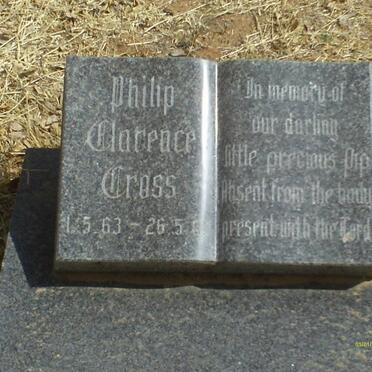 Philip
Clarence
Cross
1.5.63 - 26.5.
In memory of
our darling
little precious Pip
absent from the body
present with the Lord